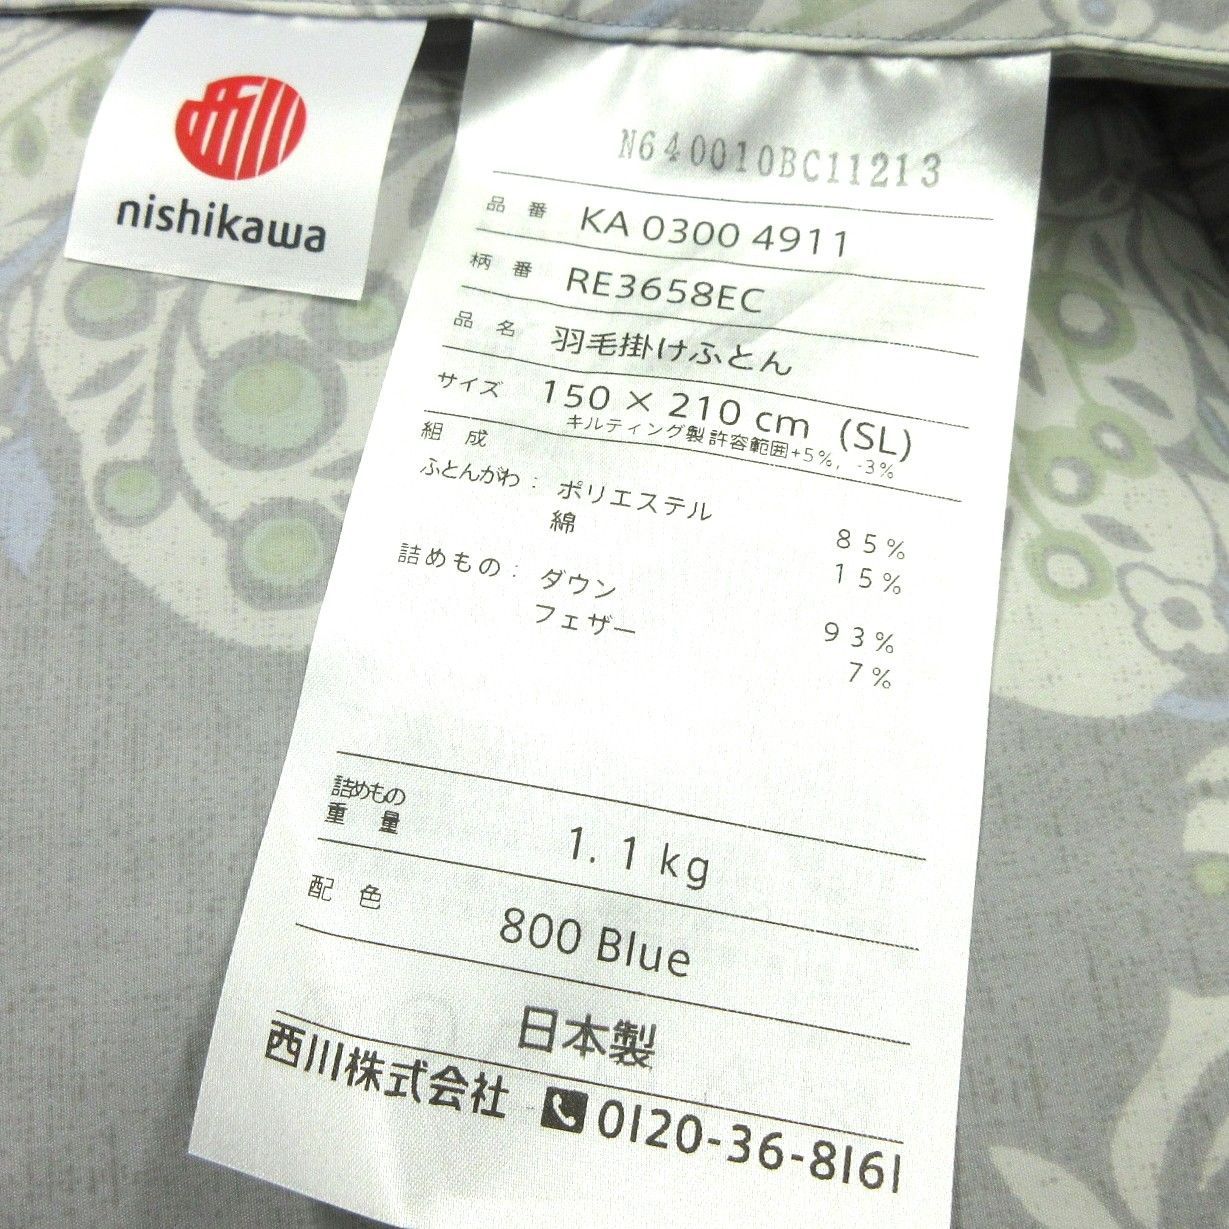 西川
nishikawa
N640010BC11213
品番 KA 0300 4911
柄番 RE3658EC
品名 羽毛掛けふとん
サイズ 150 × 210 cm (SL)
キルティング製 許容範囲+5%, -3%
組成
ふとんがわ : ポリエステル 85%
綿 15%
詰めもの : ダウン 93%
フェザー 7%
詰めもの
重量 1.1kg
配色 800 Blue
日本製
西川株式会社 0120-36-8161